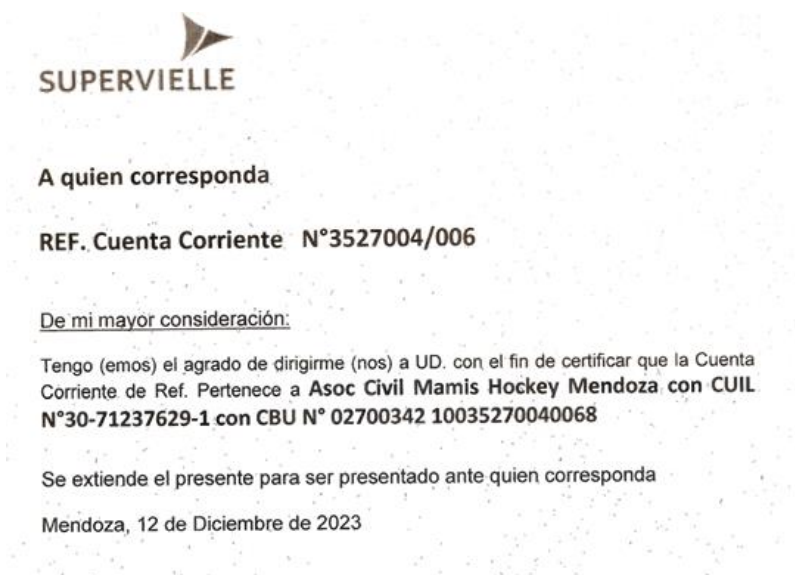 SUPERVIELLE
A quien corresponda
REF. Cuenta Corriente N°3527004/006
De mi mayor consideración:
Tengo (emos) el agrado de dirigirme (nos) a UD. con el fin de certificar que la Cuenta
Corriente de Ref. Pertenece a Asoc Civil Mamis Hockey Mendoza con CUIL
N°30-71237629-1 con CBU N° 02700342 10035270040068
Se extiende el presente para ser presentado ante quien corresponda
Mendoza, 12 de Diciembre de 2023